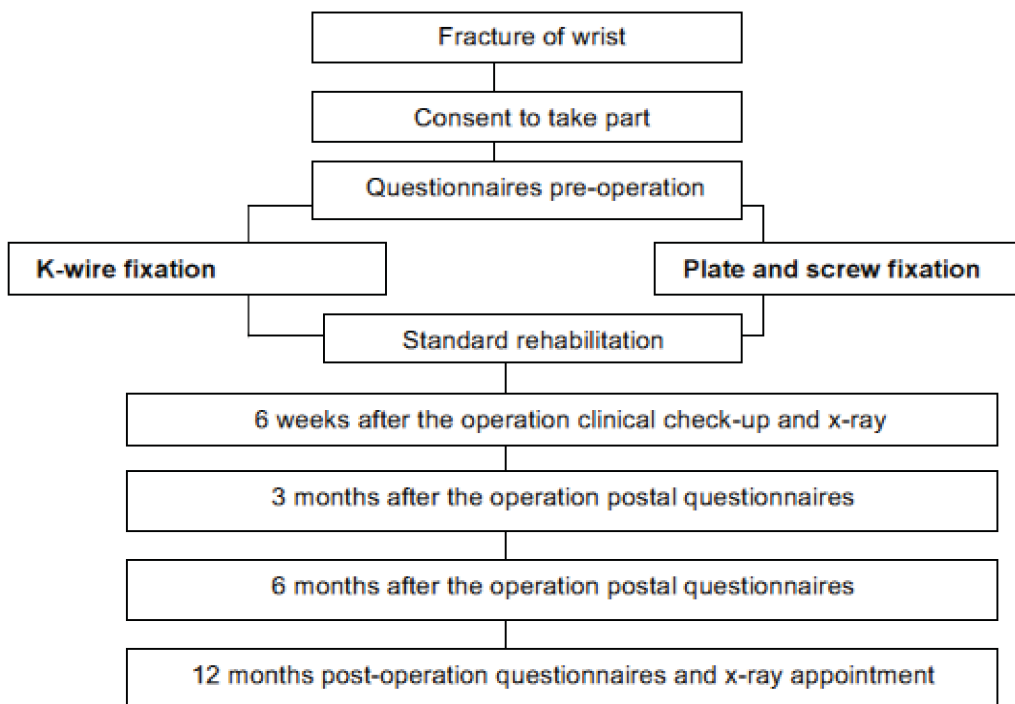 Fracture of wrist
Consent to take part
Questionnaires pre-operation
K-wire fixation
Plate and screw fixation
Standard rehabilitation
6 weeks after the operation clinical check-up and x-ray
3 months after the operation postal questionnaires
6 months after the operation postal questionnaires
12 months post-operation questionnaires and x-ray appointment